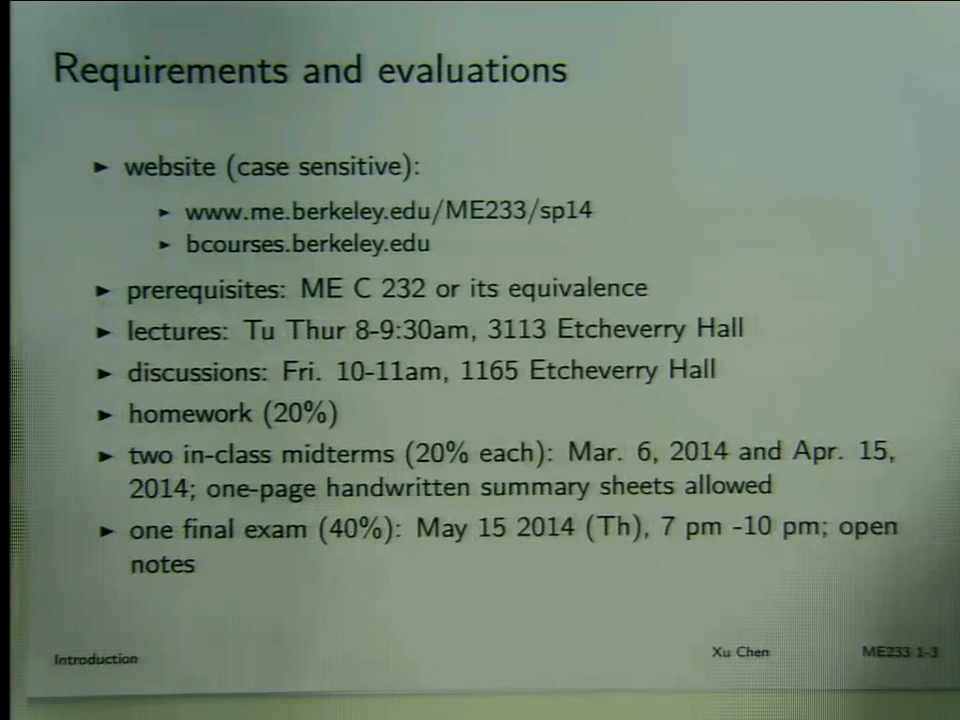 Requirements and evaluations
► website (case sensitive):
► www.me.berkeley.edu/ME233/sp14
► bcourses.berkeley.edu
► prerequisites: ME C 232 or its equivalence
► lectures: Tu Thur 8-9:30am, 3113 Etcheverry Hall
► discussions: Fri. 10-11am, 1165 Etcheverry Hall
► homework (20%)
► two in-class midterms (20% each): Mar. 6, 2014 and Apr. 15,
2014; one-page handwritten summary sheets allowed
► one final exam (40%): May 15 2014 (Th), 7 pm -10 pm; open
notes
Introduction Xu Chen ME233 1-3